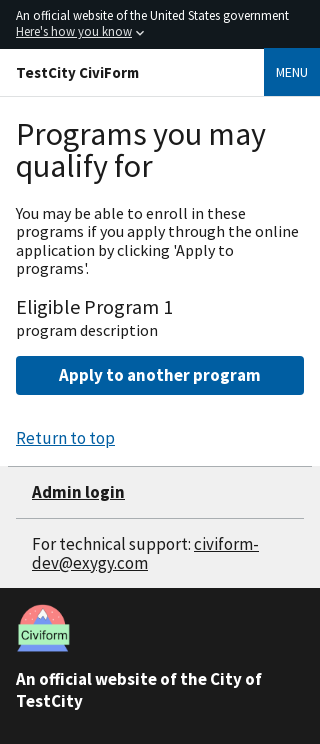 An official website of the United States government
Here's how you know
TestCity CiviForm
MENU
Programs you may
qualify for
You may be able to enroll in these
programs if you apply through the online
application by clicking 'Apply to
programs'.
Eligible Program 1
program description
Apply to another program
Return to top
Admin login
For technical support: civiform-
dev@exygy.com
Civiform
An official website of the City of
TestCity